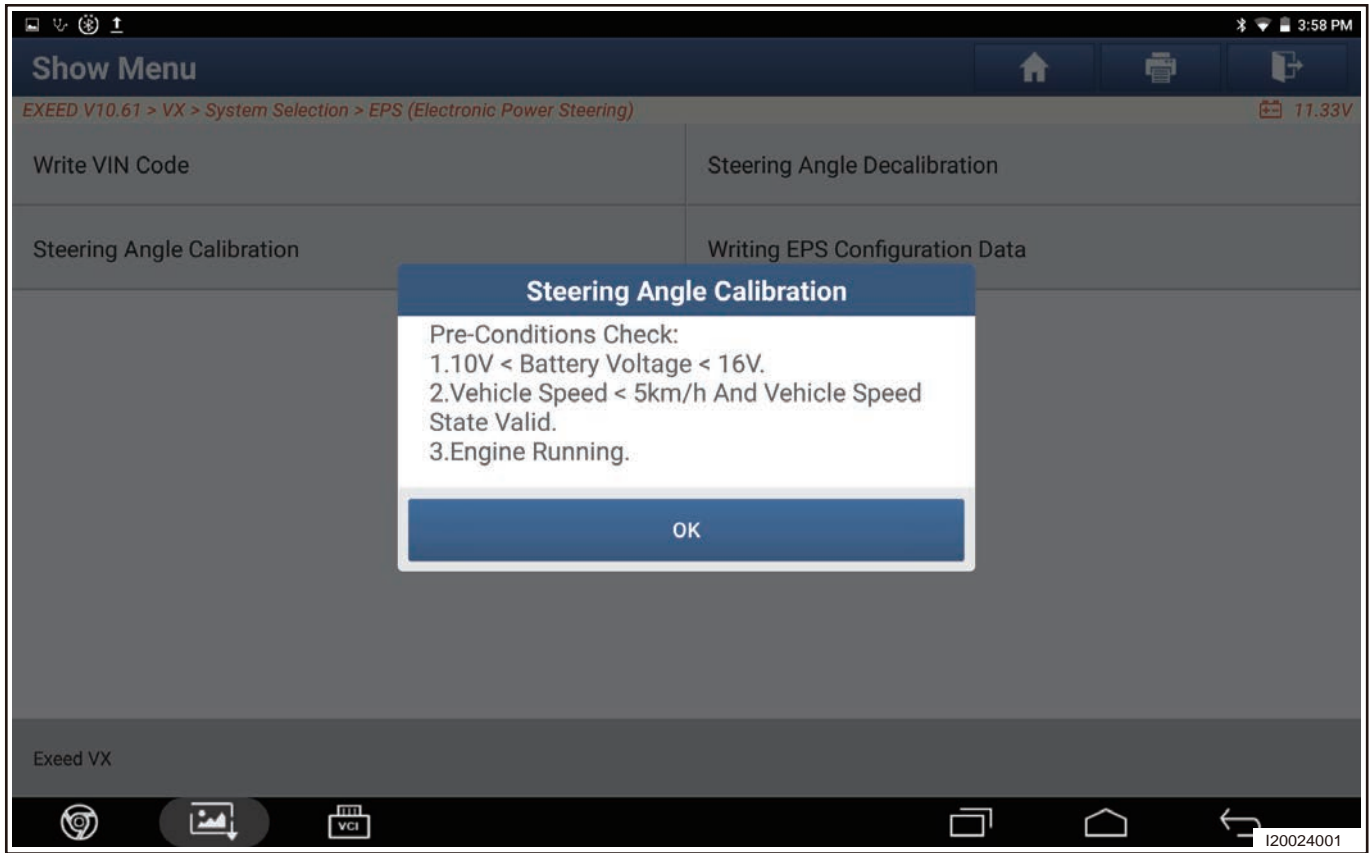 3:58 PM
Show Menu
EXEED V10.61 > VX > System Selection > EPS (Electronic Power Steering)
11.33V
Write VIN Code
Steering Angle Decalibration
Steering Angle Calibration
Writing EPS Configuration Data
Steering Angle Calibration
Pre-Conditions Check:
1.10V < Battery Voltage < 16V.
2.Vehicle Speed < 5km/h And Vehicle Speed
State Valid.
3.Engine Running.
OK
Exeed VX
VCI
I20024001